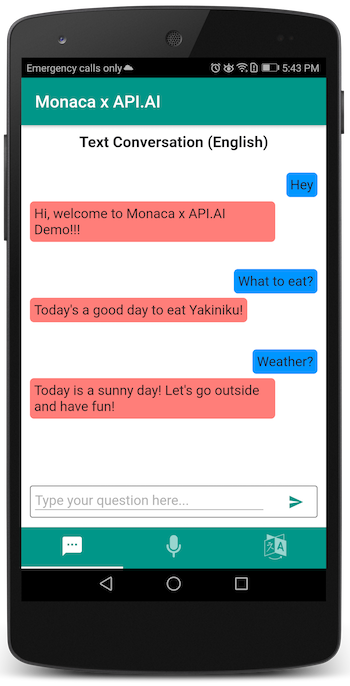 Emergency calls only
5:43 PM
Monaca x API.AI
Text Conversation (English)
Hey
Hi, welcome to Monaca x API.AI
Demo!!!
What to eat?
Today's a good day to eat Yakiniku!
Weather?
Today is a sunny day! Let's go outside
and have fun!
Type your question here...